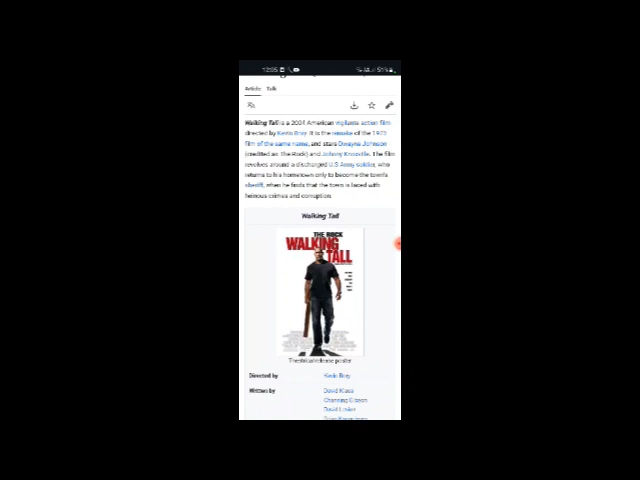 12:05
51%
Article Talk
Walking Tall is a 2004 American vigilante action film
directed by Kevin Bray. It is the remake of the 1973
film of the same name, and stars Dwayne Johnson
(credited as The Rock) and Johnny Knoxville. The film
revolves around a discharged U.S Army soldier, who
returns to his hometown only to become the town's
sheriff, when he finds that the town is laced with
heinous crimes and corruption.
Walking Tall
THE ROCK
WALKING
TALL
Theatrical release poster
Directed by Kevin Bray
Written by David Klass
Channing Gibson
David Levien